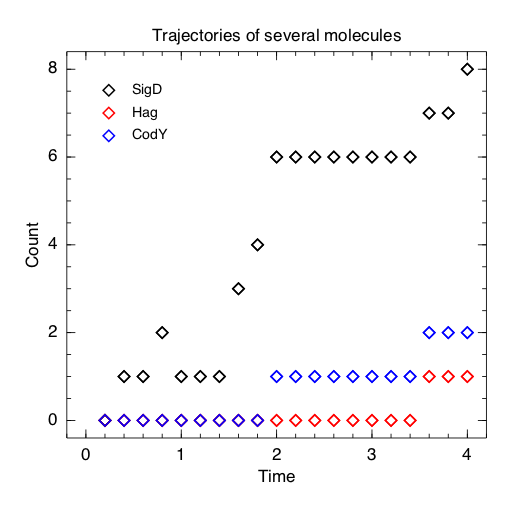 Trajectories of several molecules
8
6
4
2
0
Count
SigD
Hag
CodY
0 1 2 3 4
Time